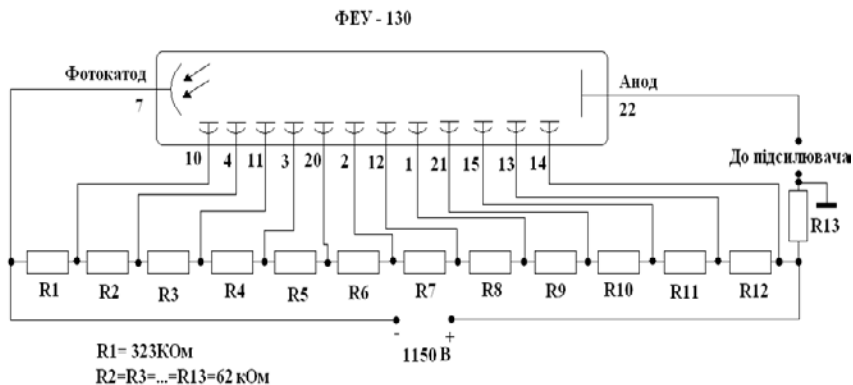 ФЕУ - 130
Фотокатод
7
Анод
22
10 4 11 3 20 2 12 1 21 15 13 14
До підсилювача
R13
R1 R2 R3 R4 R5 R6 R7 R8 R9 R10 R11 R12
- +
1150 В
R1= 323КОм
R2=R3=...=R13=62 кОм